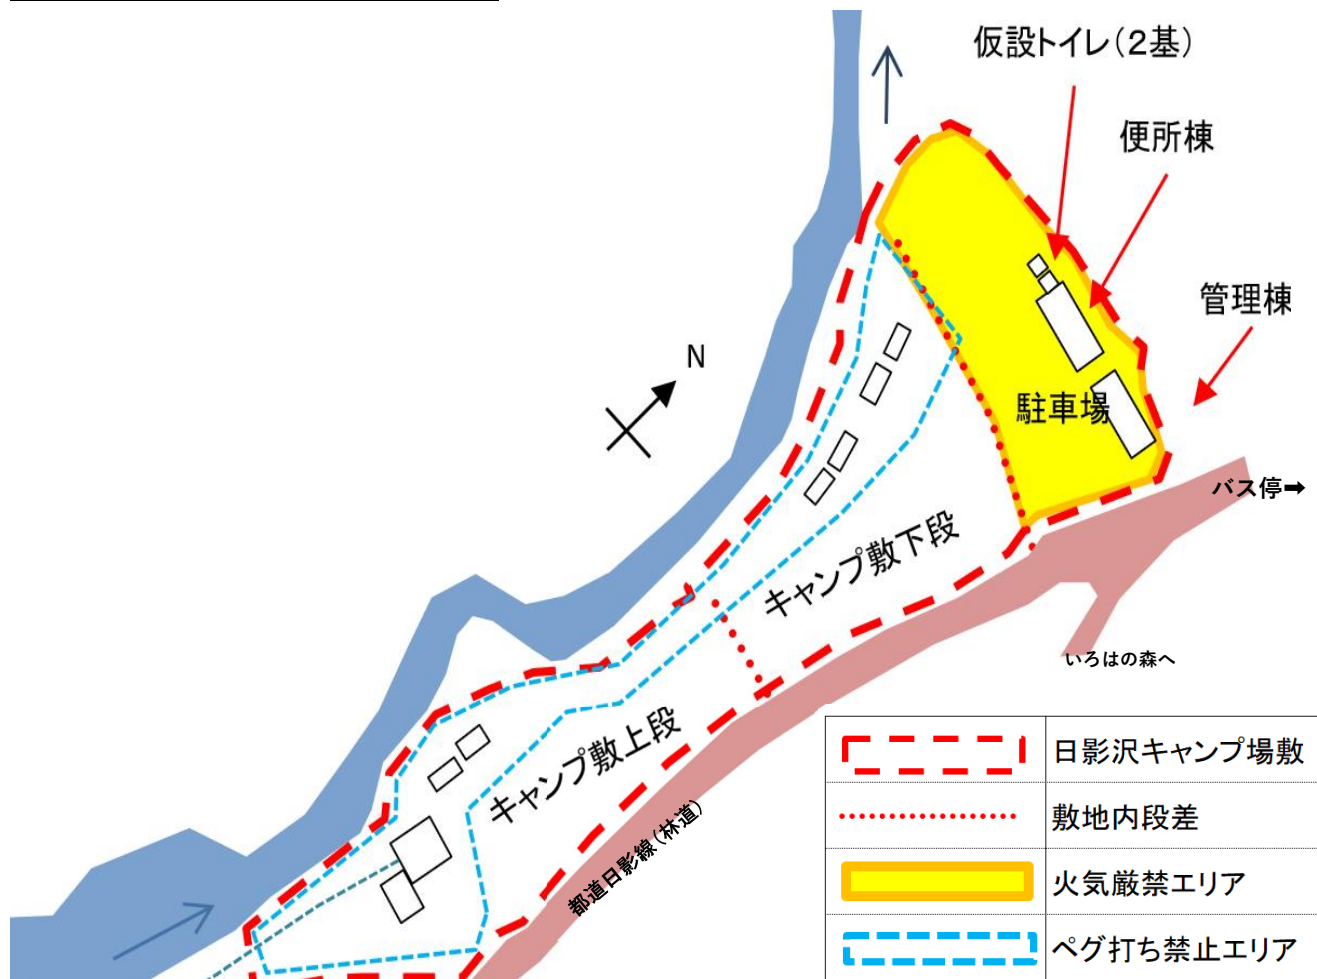 仮設トイレ(２基)
便所棟
管理棟
N
駐車場
バス停➡
キャンプ敷下段
いろはの森へ
キャンプ敷上段
都道日影線(林道)
日影沢キャンプ場敷
敷地内段差
火気厳禁エリア
ペグ打ち禁止エリア